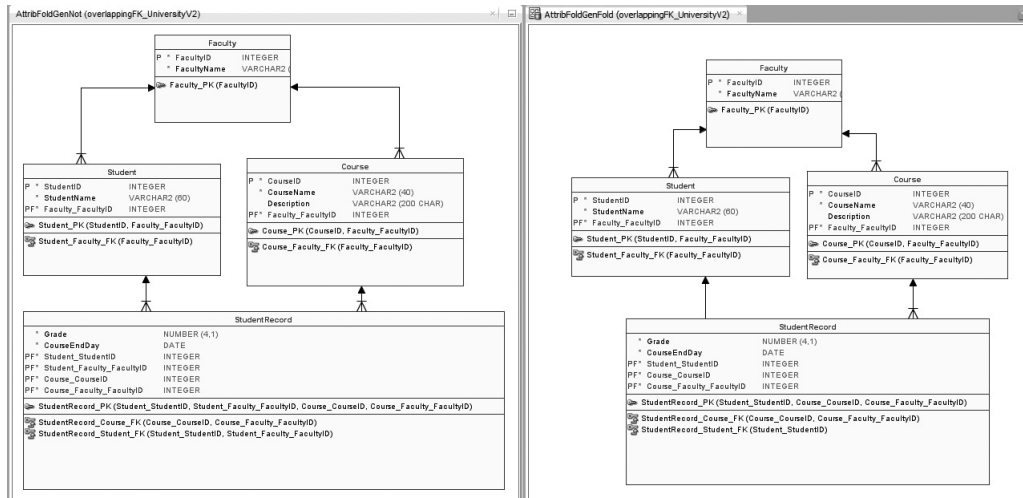 AttribFoldGenNot (overlappingFK_UniversityV2)
Faculty
P * FacultyID INTEGER
* FacultyName VARCHAR2 (
Faculty_PK (FacultyID)
Student
P * StudentID INTEGER
* StudentName VARCHAR2 (60)
PF* Faculty_FacultyID INTEGER
Student_PK (StudentID, Faculty_FacultyID)
Student_Faculty_FK (Faculty_FacultyID)
Course
P * CourseID INTEGER
* CourseName VARCHAR2 (40)
Description VARCHAR2 (200 CHAR)
PF* Faculty_FacultyID INTEGER
Course_PK (CourseID, Faculty_FacultyID)
Course_Faculty_FK (Faculty_FacultyID)
StudentRecord
* Grade NUMBER (4,1)
* CourseEndDay DATE
PF* Student_StudentID INTEGER
PF* Student_Faculty_FacultyID INTEGER
PF* Course_CourseID INTEGER
PF* Course_Faculty_FacultyID INTEGER
StudentRecord_PK (Student_StudentID, Student_Faculty_FacultyID, Course_CourseID, Course_Faculty_FacultyID)
StudentRecord_Course_FK (Course_CourseID, Course_Faculty_FacultyID)
StudentRecord_Student_FK (Student_StudentID, Student_Faculty_FacultyID)
AttribFoldGenFold (overlappingFK_UniversityV2)
Faculty
P * FacultyID INTEGER
* FacultyName VARCHAR2 (
Faculty_PK (FacultyID)
Student
P * StudentID INTEGER
* StudentName VARCHAR2 (60)
PF* Faculty_FacultyID INTEGER
Student_PK (StudentID, Faculty_FacultyID)
Student_Faculty_FK (Faculty_FacultyID)
Course
P * CourseID INTEGER
* CourseName VARCHAR2 (40)
Description VARCHAR2 (200 CHAR)
PF* Faculty_FacultyID INTEGER
Course_PK (CourseID, Faculty_FacultyID)
Course_Faculty_FK (Faculty_FacultyID)
StudentRecord
* Grade NUMBER (4,1)
* CourseEndDay DATE
PF* Student_StudentID INTEGER
PF* Course_CourseID INTEGER
PF* Course_Faculty_FacultyID INTEGER
StudentRecord_PK (Student_StudentID, Course_CourseID, Course_Faculty_FacultyID)
StudentRecord_Course_FK (Course_CourseID, Course_Faculty_FacultyID)
StudentRecord_Student_FK (Student_StudentID)